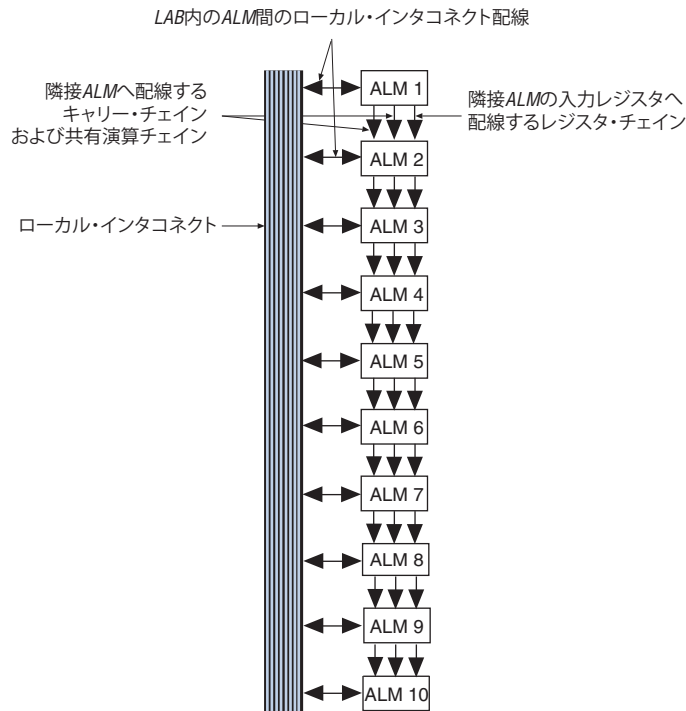 LAB内のALM間のローカル・インタコネクト配線
隣接ALMへ配線する
キャリー・チェイン
および共有演算チェイン
隣接ALMの入力レジスタへ
配線するレジスタ・チェイン
ローカル・インタコネクト
ALM 1
ALM 2
ALM 3
ALM 4
ALM 5
ALM 6
ALM 7
ALM 8
ALM 9
ALM 10